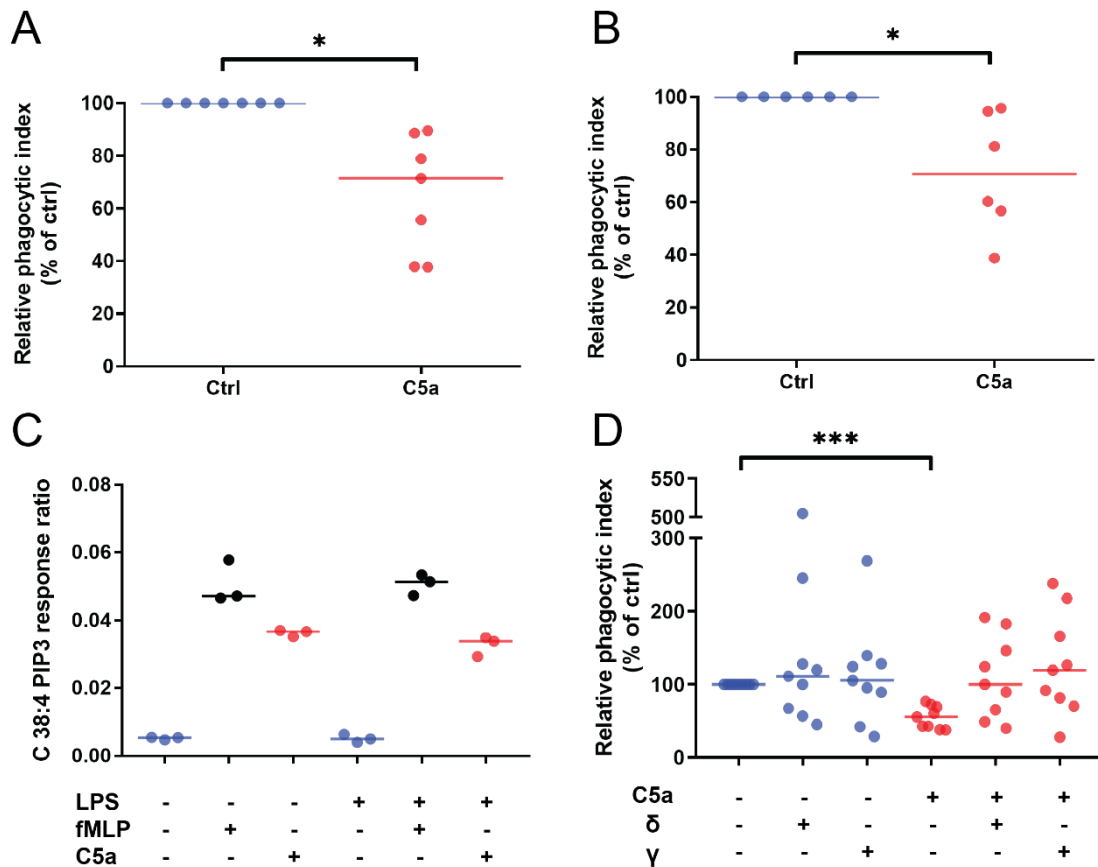 A
*
Relative phagocytic index
(% of ctrl)
100
80
60
40
20
0
Ctrl
C5a
B
*
Relative phagocytic index
(% of ctrl)
100
80
60
40
20
0
Ctrl
C5a
C
C 38:4 PIP3 response ratio
0.08
0.06
0.04
0.02
0.00
LPS - - - + + +
fMLP - + - - + -
C5a - - + - - +
D
***
Relative phagocytic index
(% of ctrl)
550
500
300
200
100
0
C5a - - - + + +
δ - + - - + -
γ - - + - - +